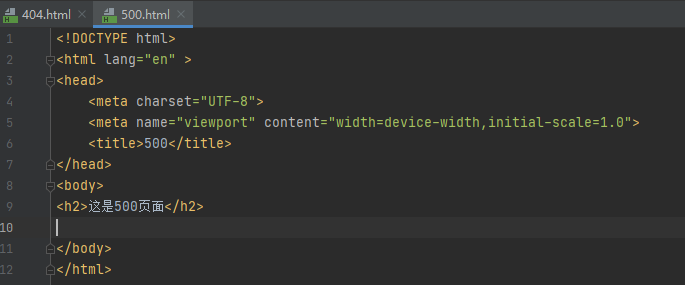 404.html 500.html
1 <!DOCTYPE html>
2 <html lang="en" >
3 <head>
4 <meta charset="UTF-8">
5 <meta name="viewport" content="width=device-width,initial-scale=1.0">
6 <title>500</title>
7 </head>
8 <body>
9 <h2>这是500页面</h2>
10
11 </body>
12 </html>